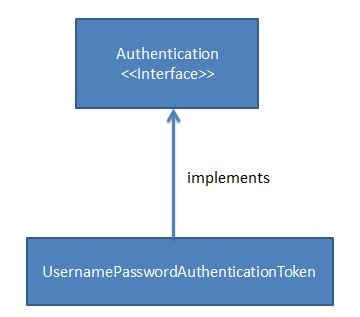 Authentication
<<Interface>>
implements
UsernamePasswordAuthenticationToken